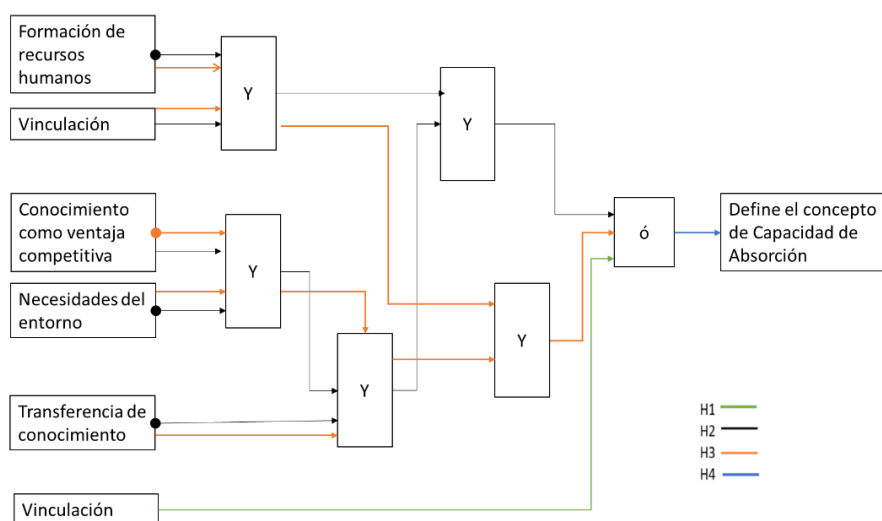 Formación de
recursos
humanos
Vinculación
Y
Y
Conocimiento
como ventaja
competitiva
Necesidades del
entorno
Y
ó
Define el concepto
de Capacidad de
Absorción
Y
Y
Transferencia de
conocimiento
Vinculación
H1
H2
H3
H4